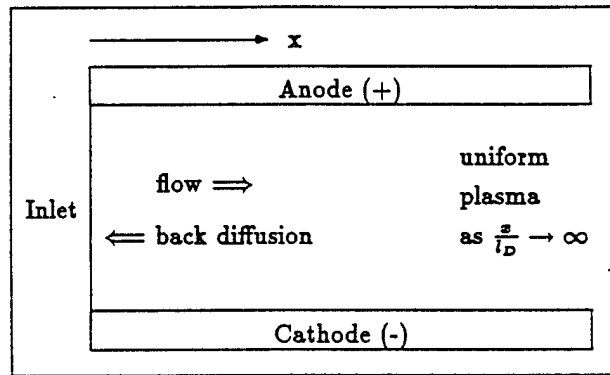 x
Anode (+)
uniform
flow ⟹
plasma
Inlet
⟸ back diffusion
as x/l_D → ∞
Cathode (-)